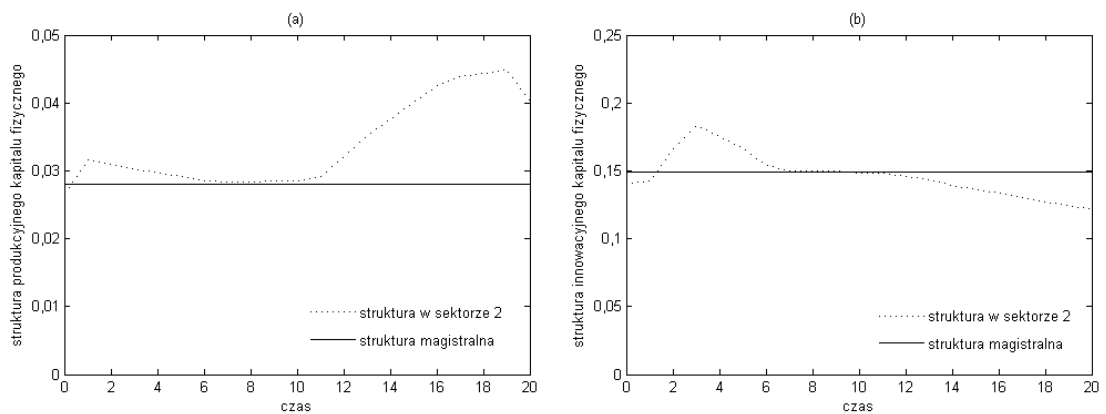 (a)
0,05
0,04
0,03
0,02
0,01
0
struktura produkcyjnego kapitału fizycznego
struktura w sektorze 2
struktura magistralna
0 2 4 6 8 10 12 14 16 18 20
czas
(b)
0,25
0,2
0,15
0,1
0,05
0
struktura innowacyjnego kapitału fizycznego
struktura w sektorze 2
struktura magistralna
0 2 4 6 8 10 12 14 16 18 20
czas